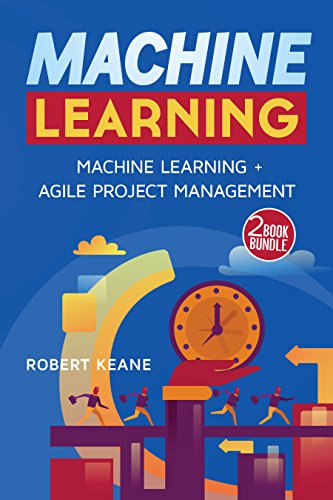 MACHINE
LEARNING
MACHINE LEARNING +
AGILE PROJECT MANAGEMENT
2 BOOK
BUNDLE
ROBERT KEANE